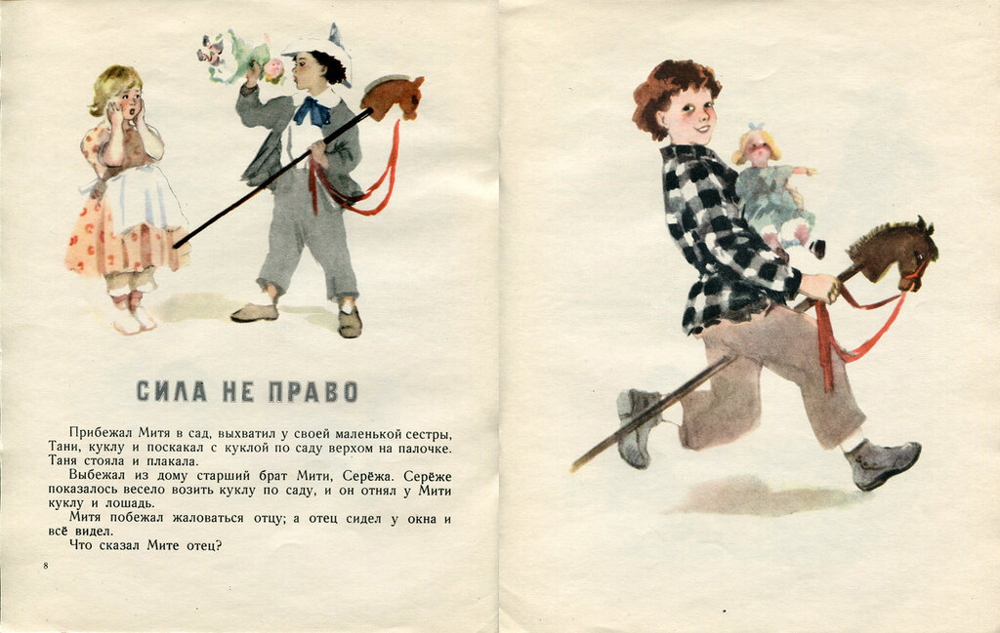 СИЛА НЕ ПРАВО
Прибежал Митя в сад, выхватил у своей маленькой сестры,
Тани, куклу и поскакал с куклой по саду верхом на палочке.
Таня стояла и плакала.
Выбежал из дому старший брат Мити, Серёжа. Серёже
показалось весело возить куклу по саду, и он отнял у Мити
куклу и лошадь.
Митя побежал жаловаться отцу; а отец сидел у окна и
всё видел.
Что сказал Мите отец?
8